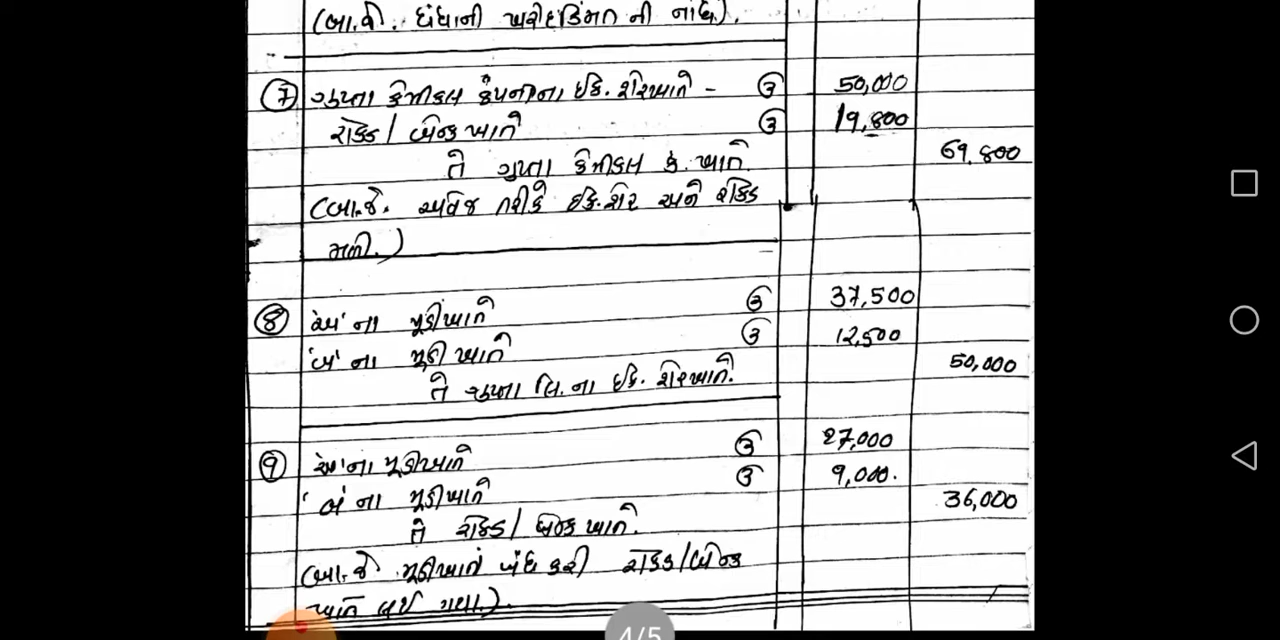 (બા.જે. ધંધાની ખરીદકિંમત ની નોંધ).
7 ગુપ્તા કેમીકલ કંપનીના ઈકિ. શેરખાતે - ઉ 50,000
રોકડ / બેન્ક ખાતે ઉ 19,800
તે ગુપ્તા કેમીકલ કં. ખાતે. 69,800
(બા.જે. અવેજ તરીકે ઈકિ. શેર અને રોકડ
મળી.)
8 'અ' ના મૂડીખાતે ઉ 37,500
'બ' ના મૂડીખાતે ઉ 12,500
તે ગુપ્તા લિ. ના ઈકિ. શેરખાતે. 50,000
9 'અ' ના મૂડીખાતે ઉ 27,000
'બ' ના મૂડીખાતે ઉ 9,000.
તે રોકડ / બેન્ક ખાતે. 36,000
(બા.જે. મૂડીખાતે બંધ કરી રોકડ/બેન્ક
ખાતે લઈ ગયા.)
4/5